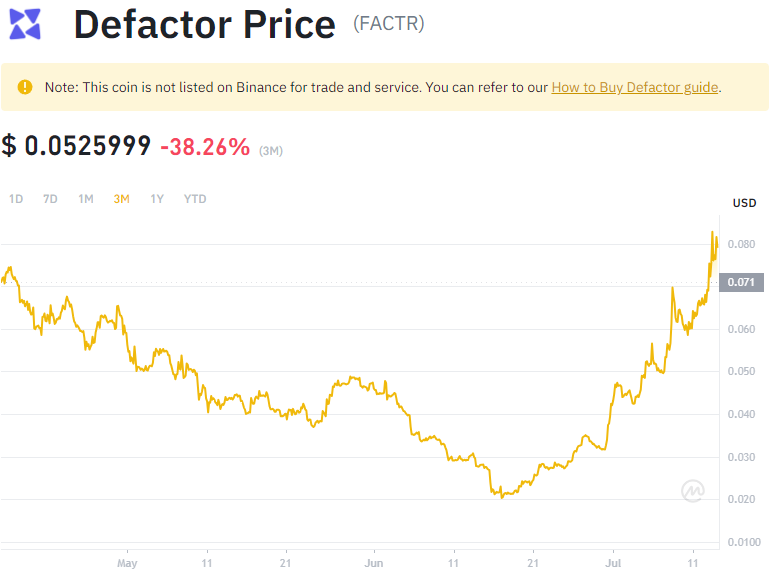 Defactor Price (FACTR)
Note: This coin is not listed on Binance for trade and service. You can refer to our How to Buy Defactor guide.
$ 0.0525999 -38.26% (3M)
1D 7D 1M 3M 1Y YTD
USD
0.080
0.071
0.060
0.050
0.040
0.030
0.020
0.0100
May 11 21 Jun 11 21 Jul 11